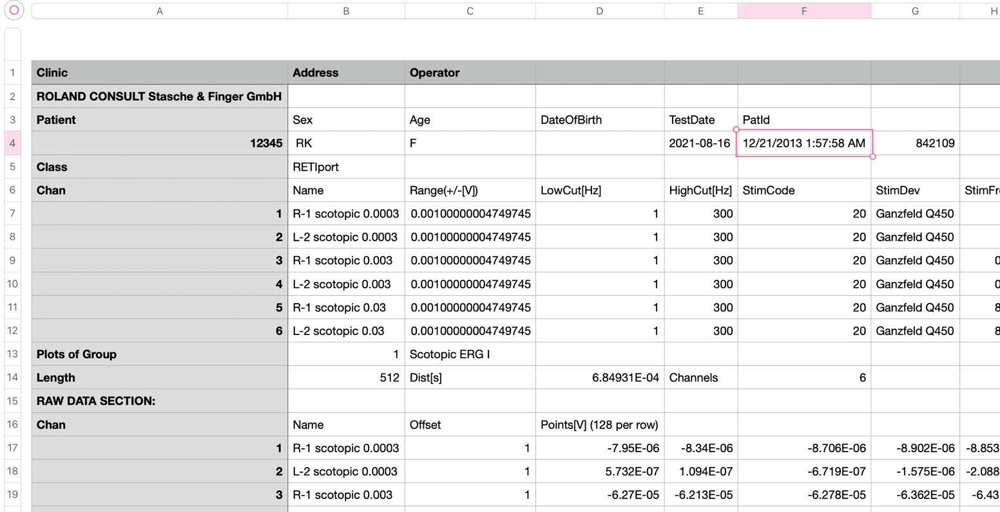 A B C D E F G H
1 Clinic Address Operator
2 ROLAND CONSULT Stasche & Finger GmbH
3 Patient Sex Age DateOfBirth TestDate PatId
4 12345 RK F 2021-08-16 12/21/2013 1:57:58 AM 842109
5 Class RETIport
6 Chan Name Range(+/-[V]) LowCut[Hz] HighCut[Hz] StimCode StimDev StimFr
7 1 R-1 scotopic 0.0003 0.00100000004749745 1 300 20 Ganzfeld Q450
8 2 L-2 scotopic 0.0003 0.00100000004749745 1 300 20 Ganzfeld Q450
9 3 R-1 scotopic 0.003 0.00100000004749745 1 300 20 Ganzfeld Q450 0
10 4 L-2 scotopic 0.003 0.00100000004749745 1 300 20 Ganzfeld Q450 0
11 5 R-1 scotopic 0.03 0.00100000004749745 1 300 20 Ganzfeld Q450 8
12 6 L-2 scotopic 0.03 0.00100000004749745 1 300 20 Ganzfeld Q450 8
13 Plots of Group 1 Scotopic ERG I
14 Length 512 Dist[s] 6.84931E-04 Channels 6
15 RAW DATA SECTION:
16 Chan Name Offset Points[V] (128 per row)
17 1 R-1 scotopic 0.0003 1 -7.95E-06 -8.34E-06 -8.706E-06 -8.902E-06 -8.853
18 2 L-2 scotopic 0.0003 1 5.732E-07 1.094E-07 -6.719E-07 -1.575E-06 -2.088
19 3 R-1 scotopic 0.003 1 -6.27E-05 -6.213E-05 -6.278E-05 -6.362E-05 -6.43